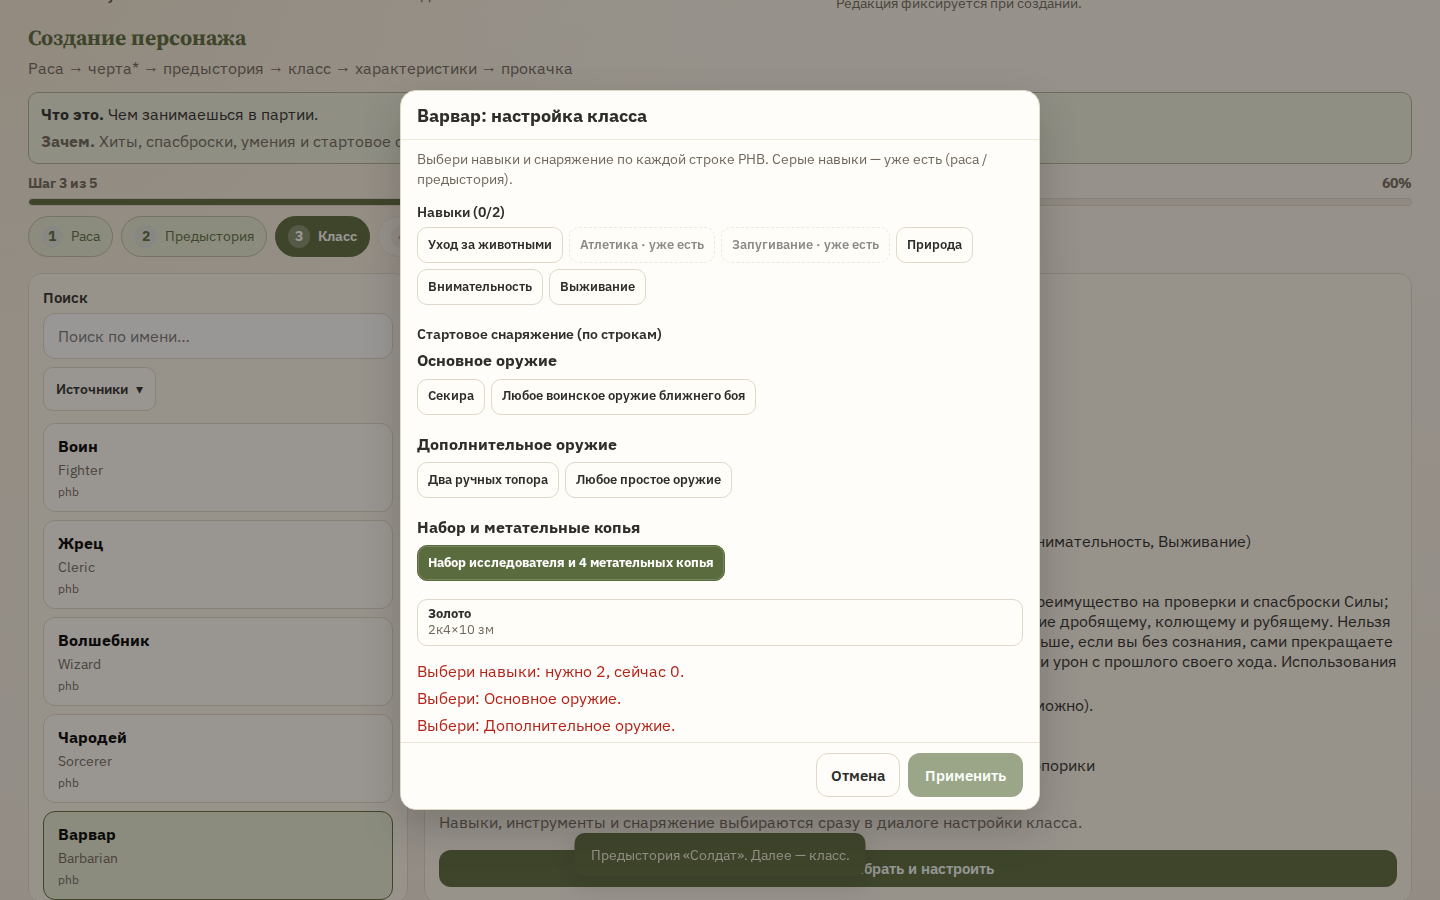 Редакция фиксируется при создании.
Создание персонажа
Раса → черта* → предыстория → класс → характеристики → прокачка
Что это. Чем занимаешься в партии.
Зачем. Хиты, спасброски, умения и стартовое
Шаг 3 из 5
60%
1 Раса
2 Предыстория
3 Класс
Поиск
Поиск по имени...
Источники ▾
Воин
Fighter
phb
Жрец
Cleric
phb
Волшебник
Wizard
phb
Чародей
Sorcerer
phb
Варвар
Barbarian
phb
Варвар: настройка класса
Выбери навыки и снаряжение по каждой строке PHB. Серые навыки — уже есть (раса /
предыстория).
Навыки (0/2)
Уход за животными
Атлетика · уже есть
Запугивание · уже есть
Природа
Внимательность
Выживание
Стартовое снаряжение (по строкам)
Основное оружие
Секира
Любое воинское оружие ближнего боя
Дополнительное оружие
Два ручных топора
Любое простое оружие
Набор и метательные копья
Набор исследователя и 4 метательных копья
Золото
2к4×10 зм
Выбери навыки: нужно 2, сейчас 0.
Выбери: Основное оружие.
Выбери: Дополнительное оружие.
Отмена
Применить
нимательность, Выживание)
реимущество на проверки и спасброски Силы;
ие дробящему, колющему и рубящему. Нельзя
ьше, если вы без сознания, сами прекращаете
и урон с прошлого своего хода. Использования
можно).
порики
Навыки, инструменты и снаряжение выбираются сразу в диалоге настройки класса.
Предыстория «Солдат». Далее — класс.
брать и настроить